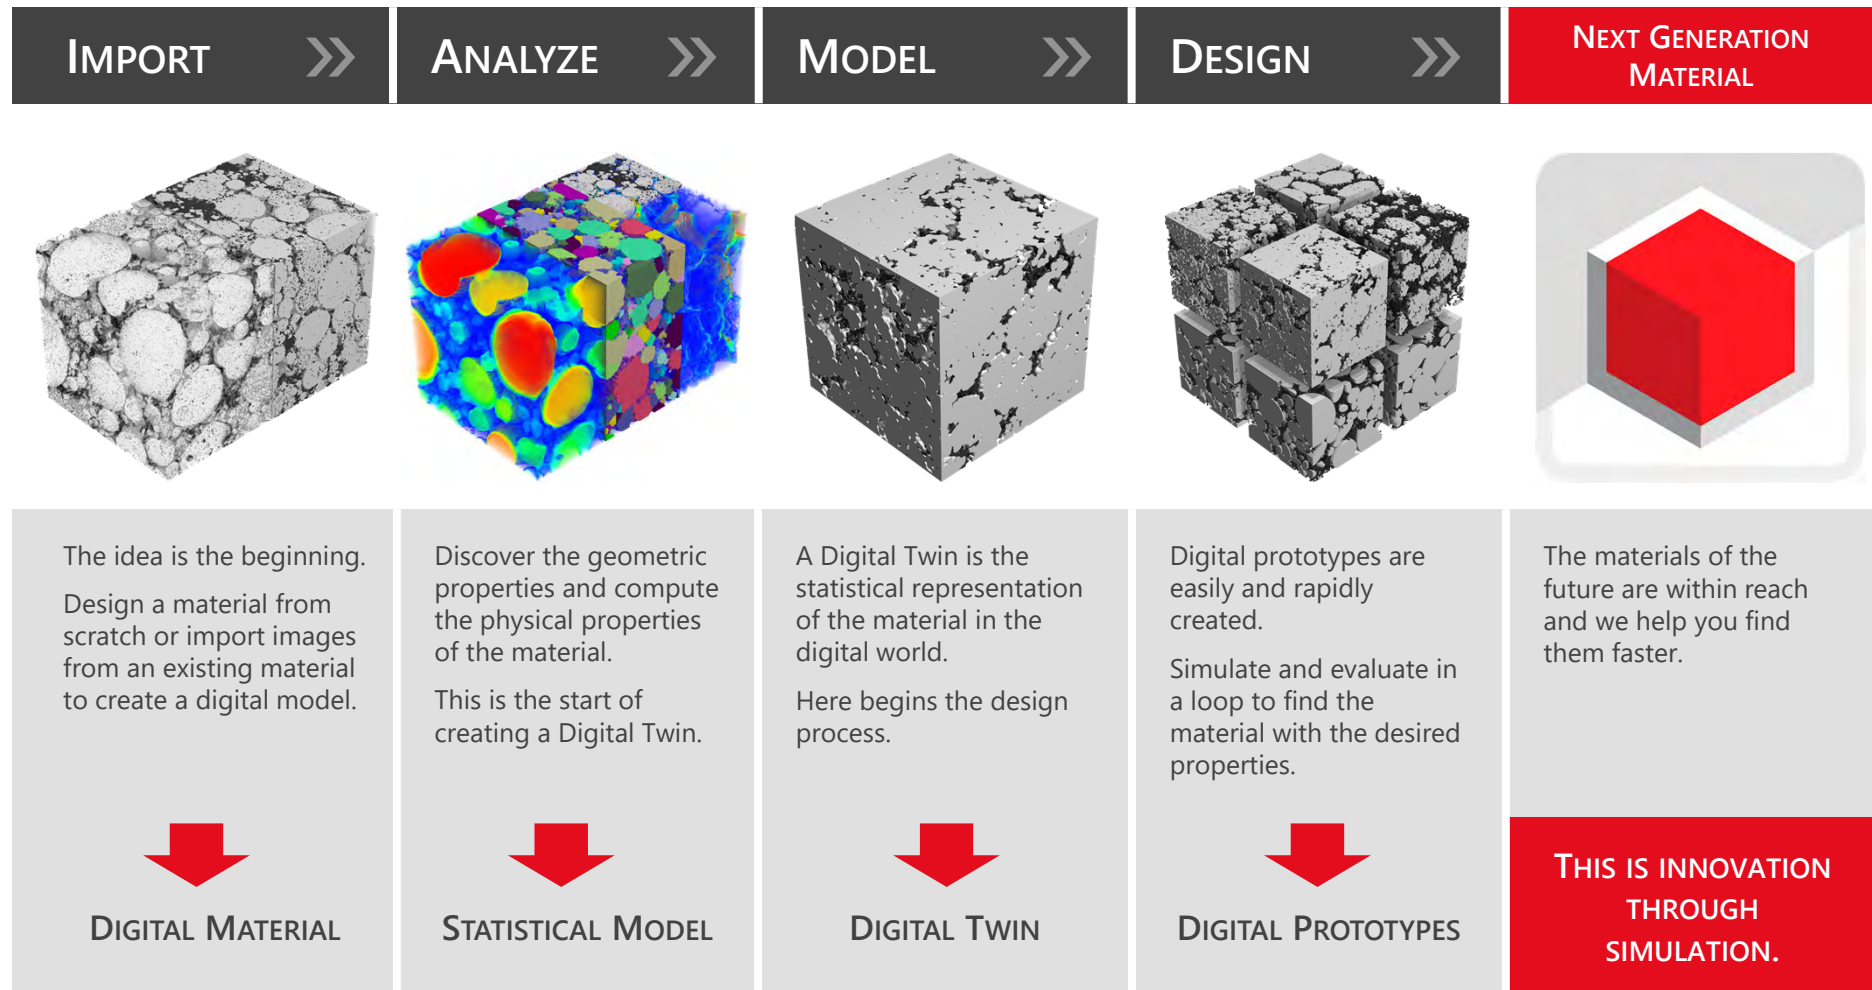 IMPORT
ANALYZE
MODEL
DESIGN
NEXT GENERATION
MATERIAL
The idea is the beginning.
Design a material from
scratch or import images
from an existing material
to create a digital model.
DIGITAL MATERIAL
Discover the geometric
properties and compute
the physical properties
of the material.
This is the start of
creating a Digital Twin.
STATISTICAL MODEL
A Digital Twin is the
statistical representation
of the material in the
digital world.
Here begins the design
process.
DIGITAL TWIN
Digital prototypes are
easily and rapidly
created.
Simulate and evaluate in
a loop to find the
material with the desired
properties.
DIGITAL PROTOTYPES
The materials of the
future are within reach
and we help you find
them faster.
THIS IS INNOVATION
THROUGH
SIMULATION.